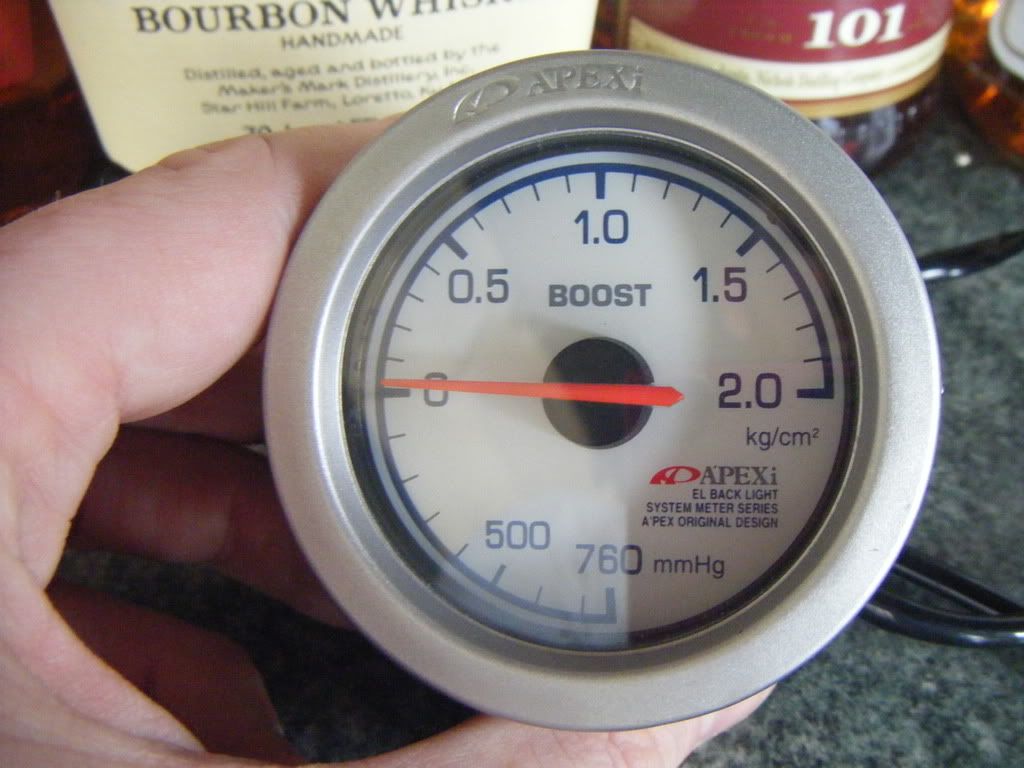 BOURBON WHISK
HANDMADE
Distilled, aged and bottled by the
Maker's Mark Distillery, Inc.
Star Hill Farm, Loretto,
101
APEXi
1.0
0.5
BOOST
1.5
0
2.0
kg/cm²
A'PEXi
EL BACK LIGHT
SYSTEM METER SERIES
A'PEX ORIGINAL DESIGN
500
760 mmHg